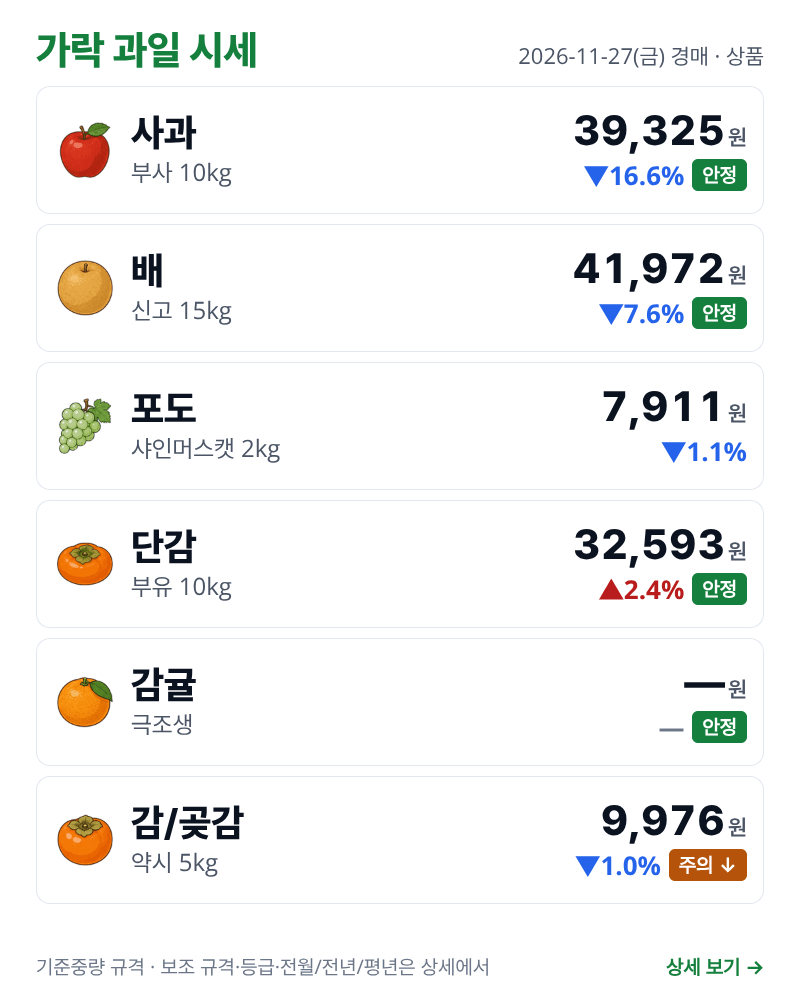 가락 과일 시세
2026-11-27(금) 경매 · 상품
사과
부사 10kg
39,325원
▼16.6% 안정
배
신고 15kg
41,972원
▼7.6% 안정
포도
샤인머스캣 2kg
7,911원
▼1.1%
단감
부유 10kg
32,593원
▲2.4% 안정
감귤
극조생
—원
— 안정
감/곶감
약시 5kg
9,976원
▼1.0% 주의 ↓
기준중량 규격 · 보조 규격·등급·전월/전년/평년은 상세에서
상세 보기 →